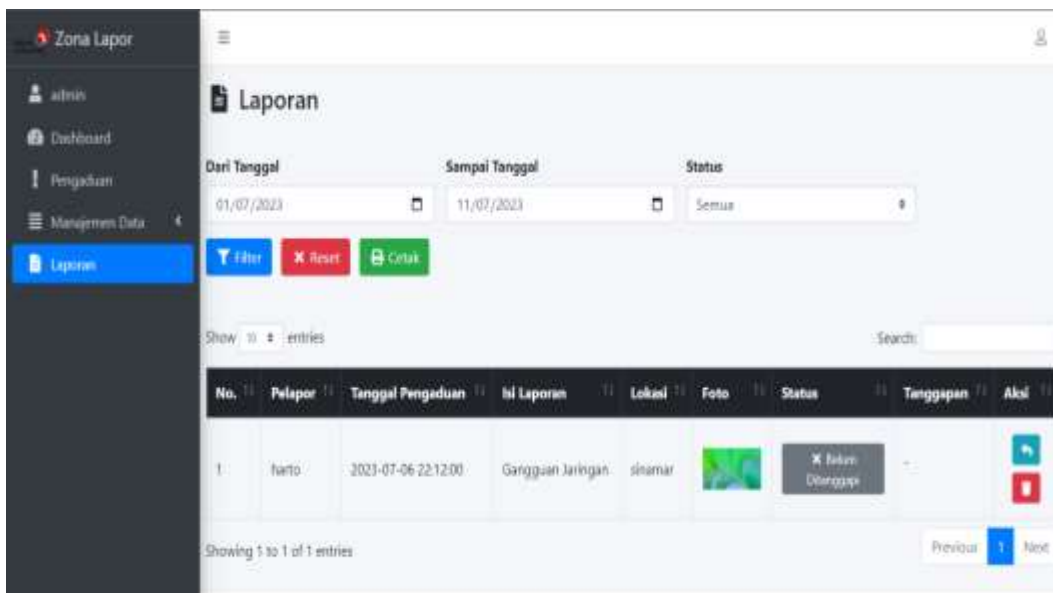 Zona Lapor
admin
Dashboard
Pengaduan
Manajemen Data
Laporan
Laporan
Dari Tanggal Sampai Tanggal Status
01/07/2023 11/07/2023 Semua
Filter Reset Cetak
Show 10 entries Search:
No. Pelapor Tanggal Pengaduan Isi Laporan Lokasi Foto Status Tanggapan Aksi
1 harto 2023-07-06 22:12:00 Gangguan Jaringan sinamar Belum -
Ditanggapi
Showing 1 to 1 of 1 entries Previous 1 Next